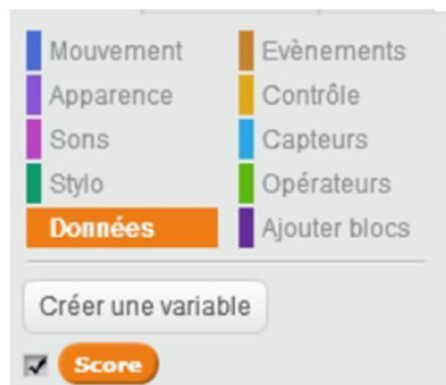 Mouvement
Evènements
Apparence
Contrôle
Sons
Capteurs
Stylo
Opérateurs
Données
Ajouter blocs
Créer une variable
Score